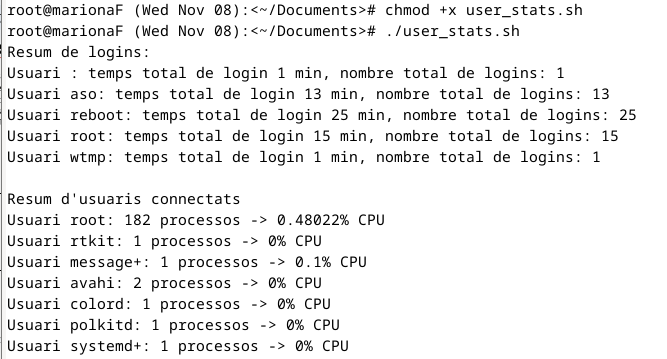 root@marionaF (Wed Nov 08):<~/Documents># chmod +x user_stats.sh
root@marionaF (Wed Nov 08):<~/Documents># ./user_stats.sh
Resum de logins:
Usuari : temps total de login 1 min, nombre total de logins: 1
Usuari aso: temps total de login 13 min, nombre total de logins: 13
Usuari reboot: temps total de login 25 min, nombre total de logins: 25
Usuari root: temps total de login 15 min, nombre total de logins: 15
Usuari wtmp: temps total de login 1 min, nombre total de logins: 1
Resum d'usuaris connectats
Usuari root: 182 processos -> 0.48022% CPU
Usuari rtkit: 1 processos -> 0% CPU
Usuari message+: 1 processos -> 0.1% CPU
Usuari avahi: 2 processos -> 0% CPU
Usuari colord: 1 processos -> 0% CPU
Usuari polkitd: 1 processos -> 0% CPU
Usuari systemd+: 1 processos -> 0% CPU